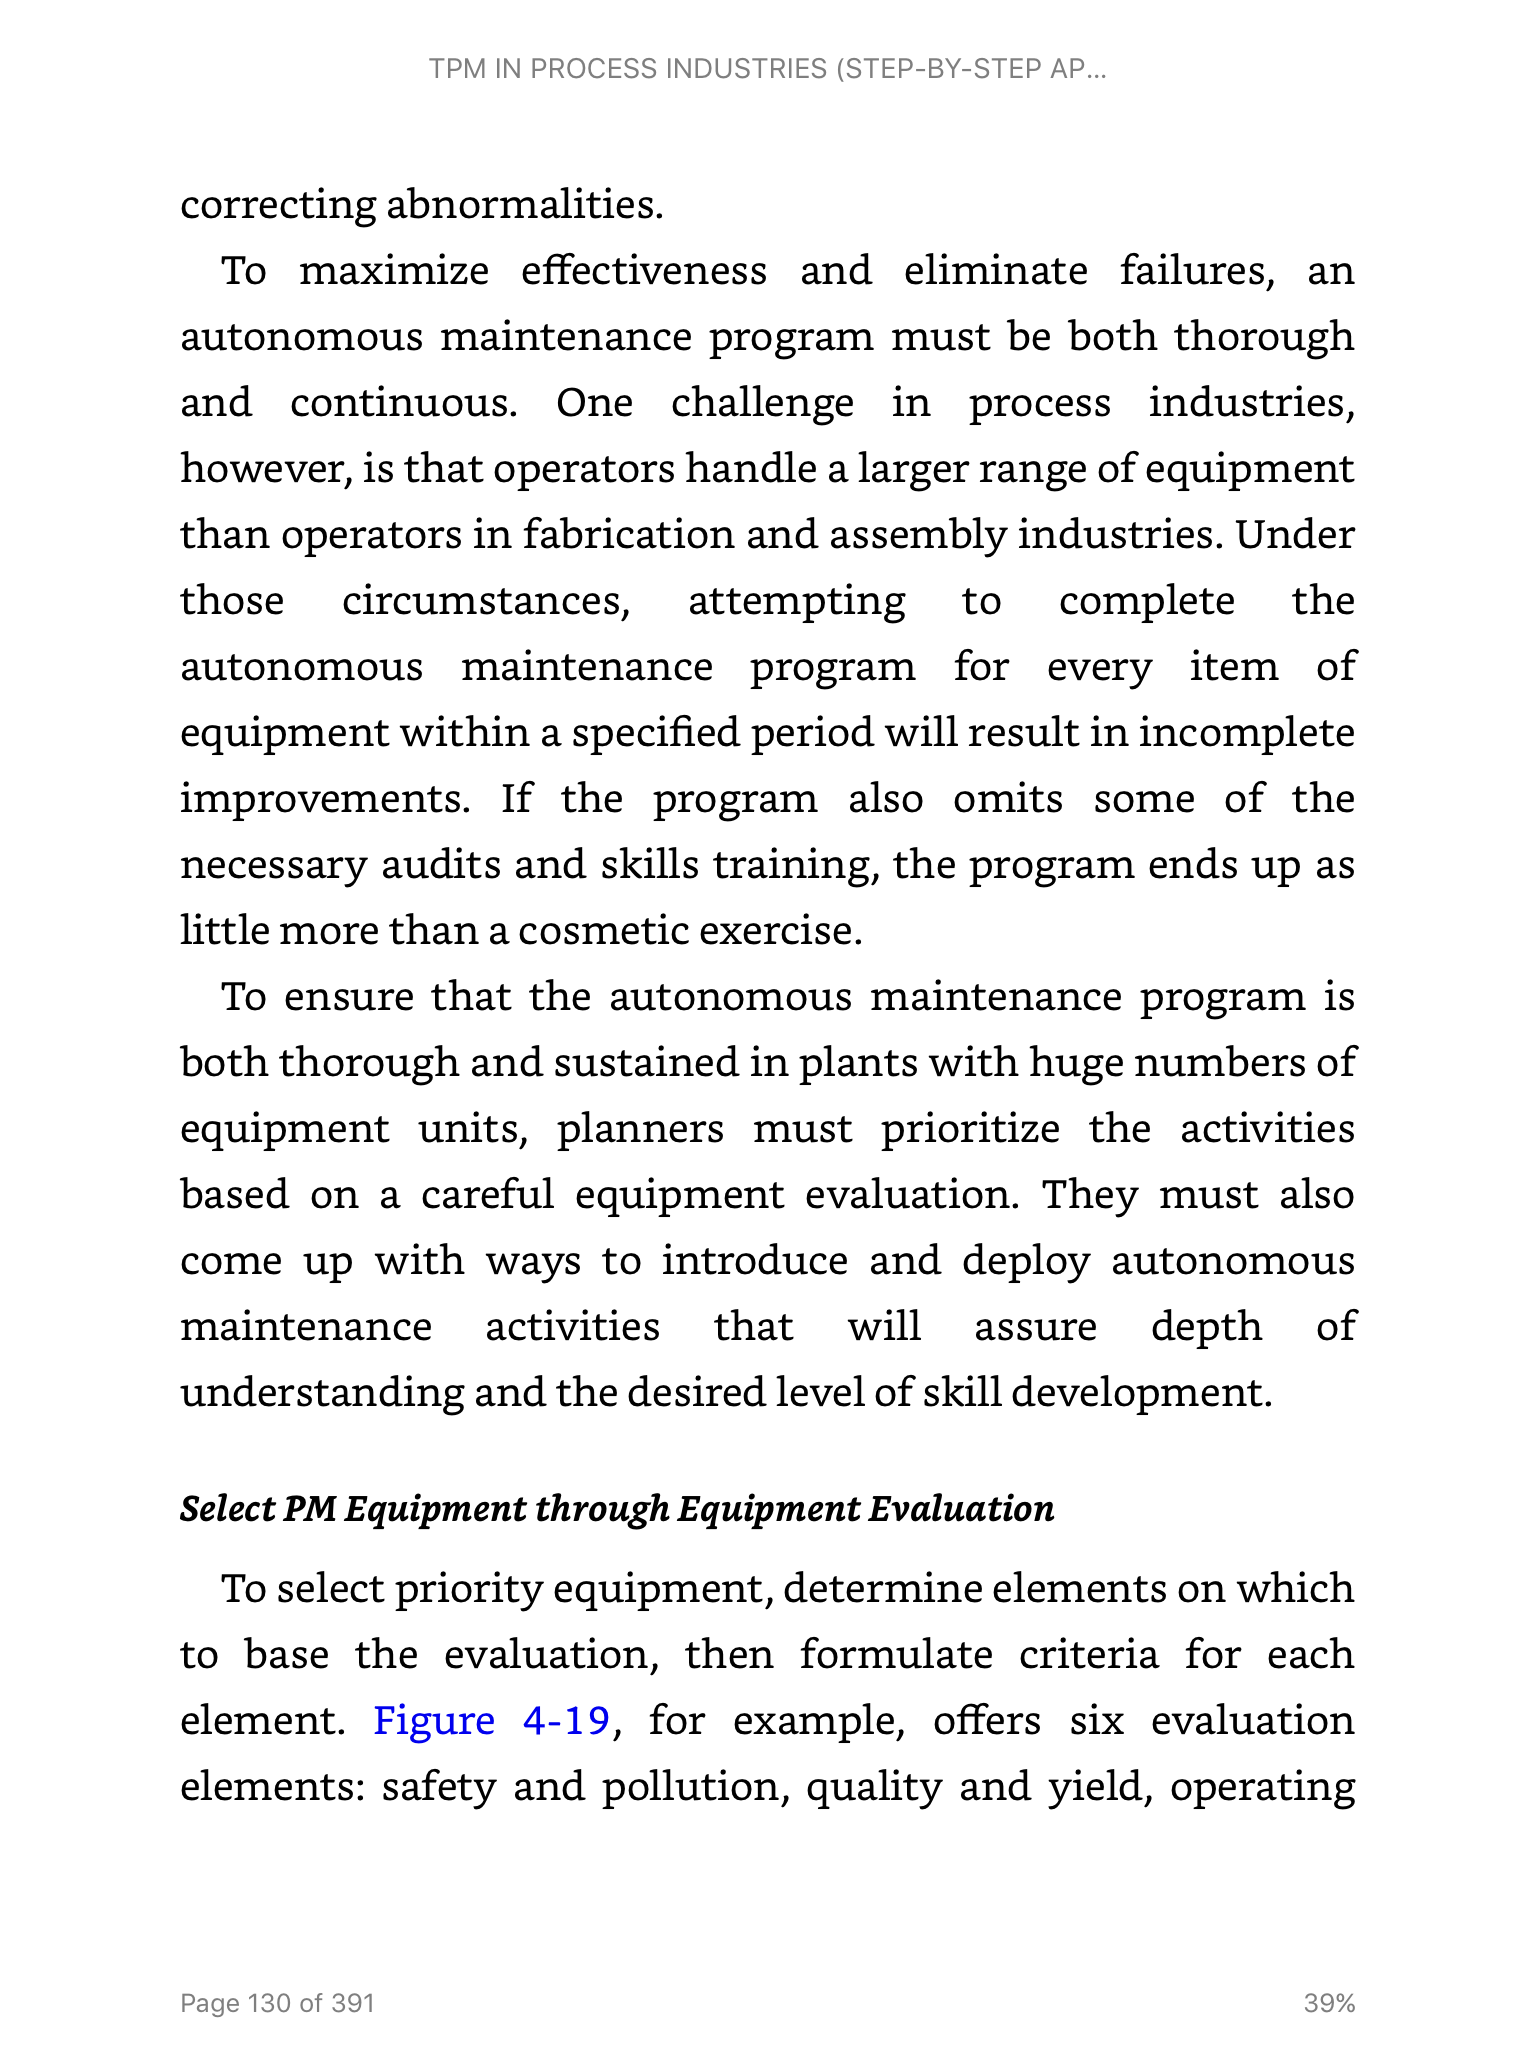 TPM IN PROCESS INDUSTRIES (STEP-BY-STEP AP...
correcting abnormalities.
To maximize effectiveness and eliminate failures, an
autonomous maintenance program must be both thorough
and continuous. One challenge in process industries,
however, is that operators handle a larger range of equipment
than operators in fabrication and assembly industries. Under
those circumstances, attempting to complete the
autonomous maintenance program for every item of
equipment within a specified period will result in incomplete
improvements. If the program also omits some of the
necessary audits and skills training, the program ends up as
little more than a cosmetic exercise.
To ensure that the autonomous maintenance program is
both thorough and sustained in plants with huge numbers of
equipment units, planners must prioritize the activities
based on a careful equipment evaluation. They must also
come up with ways to introduce and deploy autonomous
maintenance activities that will assure depth of
understanding and the desired level of skill development.
Select PM Equipment through Equipment Evaluation
To select priority equipment, determine elements on which
to base the evaluation, then formulate criteria for each
element. Figure 4-19, for example, offers six evaluation
elements: safety and pollution, quality and yield, operating
Page 130 of 391
39%